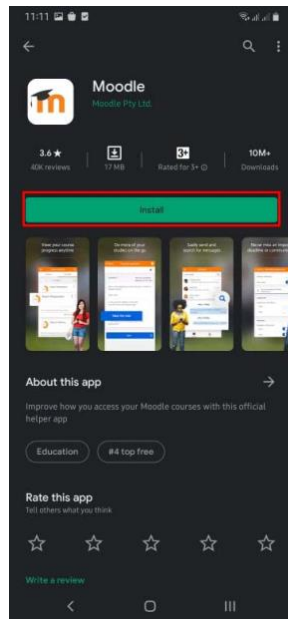 11:11
Moodle
Moodle Pty Ltd.
3.6★
40K reviews
17 MB
3+
Rated for 3+
10M+
Downloads
Install
About this app
Improve how you access your Moodle courses with this official
helper app
Education
#4 top free
Rate this app
Tell others what you think
Write a review